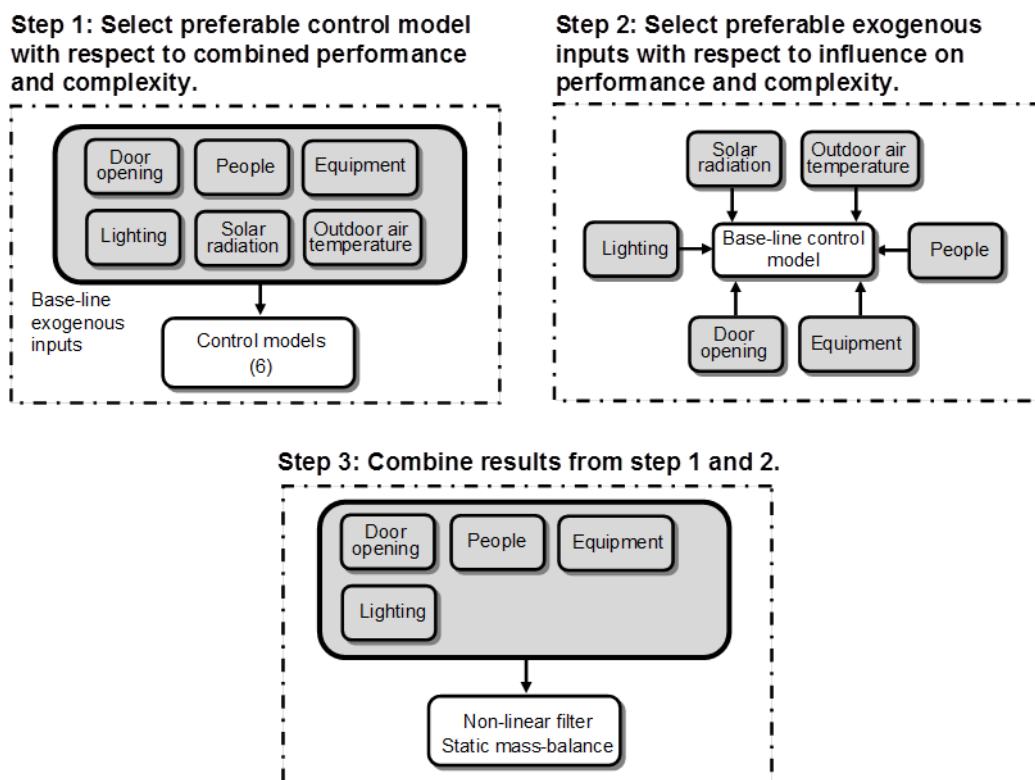 Step 1: Select preferable control model
with respect to combined performance
and complexity.
Door
opening
People
Equipment
Lighting
Solar
radiation
Outdoor air
temperature
Base-line
exogenous
inputs
Control models
(6)
Step 2: Select preferable exogenous
inputs with respect to influence on
performance and complexity.
Solar
radiation
Outdoor air
temperature
Lighting
Base-line control
model
People
Door
opening
Equipment
Step 3: Combine results from step 1 and 2.
Door
opening
People
Equipment
Lighting
Non-linear filter
Static mass-balance